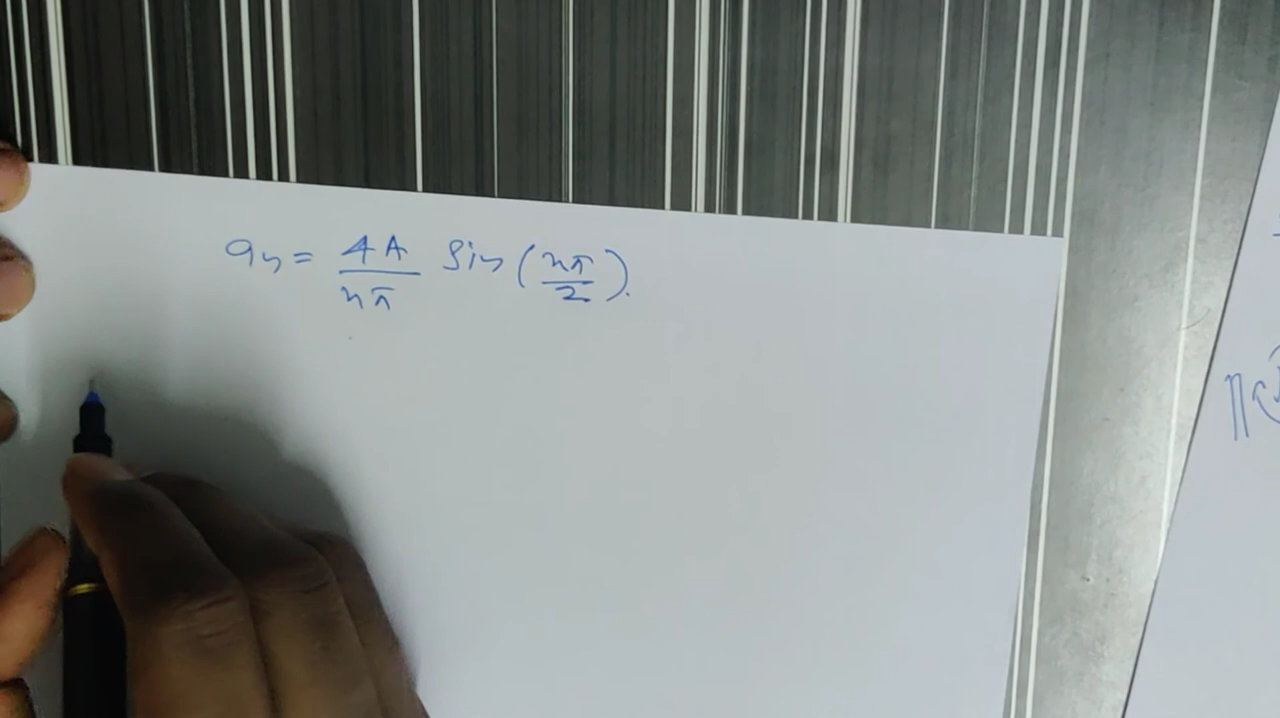 aₙ = 4A/nπ sin(nπ/2).